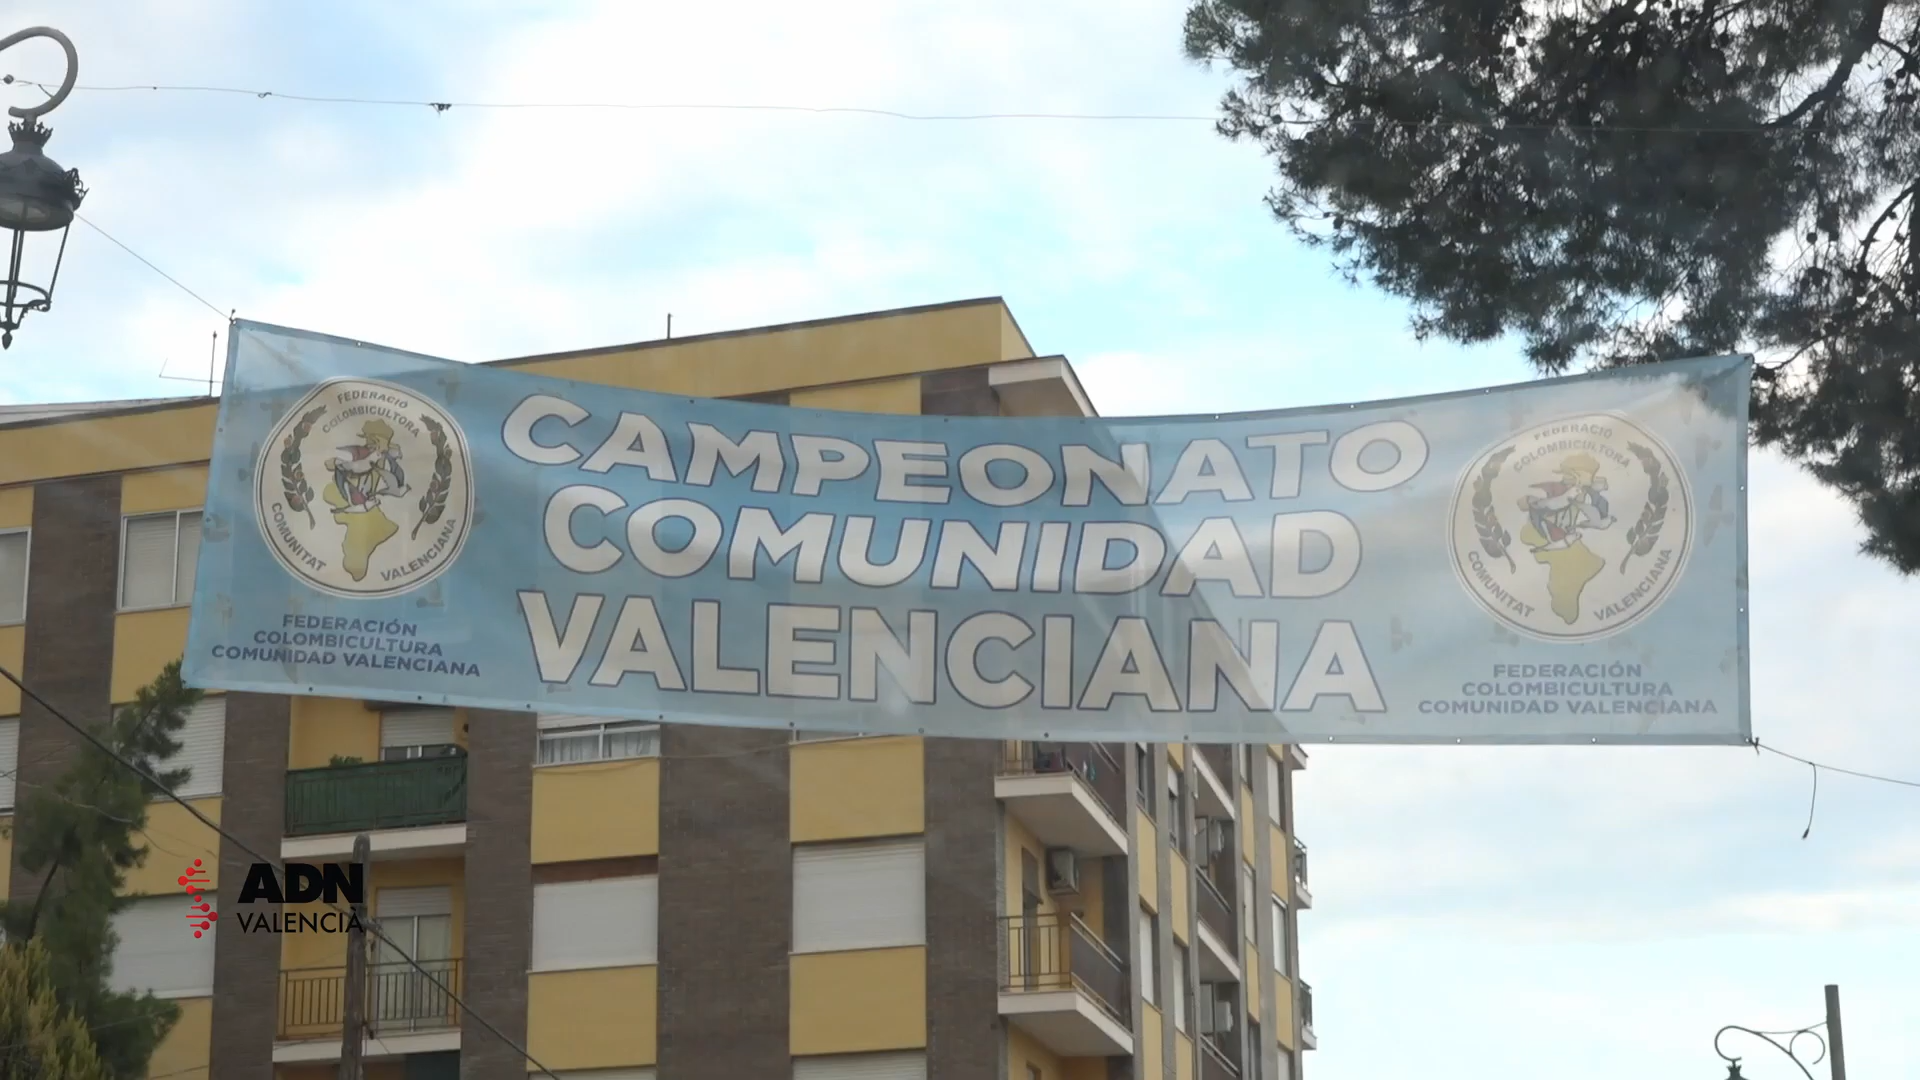 FEDERACIÓ
COLOMBICULTORA
COMUNITAT VALENCIANA
FEDERACIÓN
COLOMBICULTURA
COMUNIDAD VALENCIANA
CAMPEONATO
COMUNIDAD
VALENCIANA
FEDERACIÓ
COLOMBICULTORA
COMUNITAT VALENCIANA
FEDERACIÓN
COLOMBICULTURA
COMUNIDAD VALENCIANA
ADN
VALENCIÀ